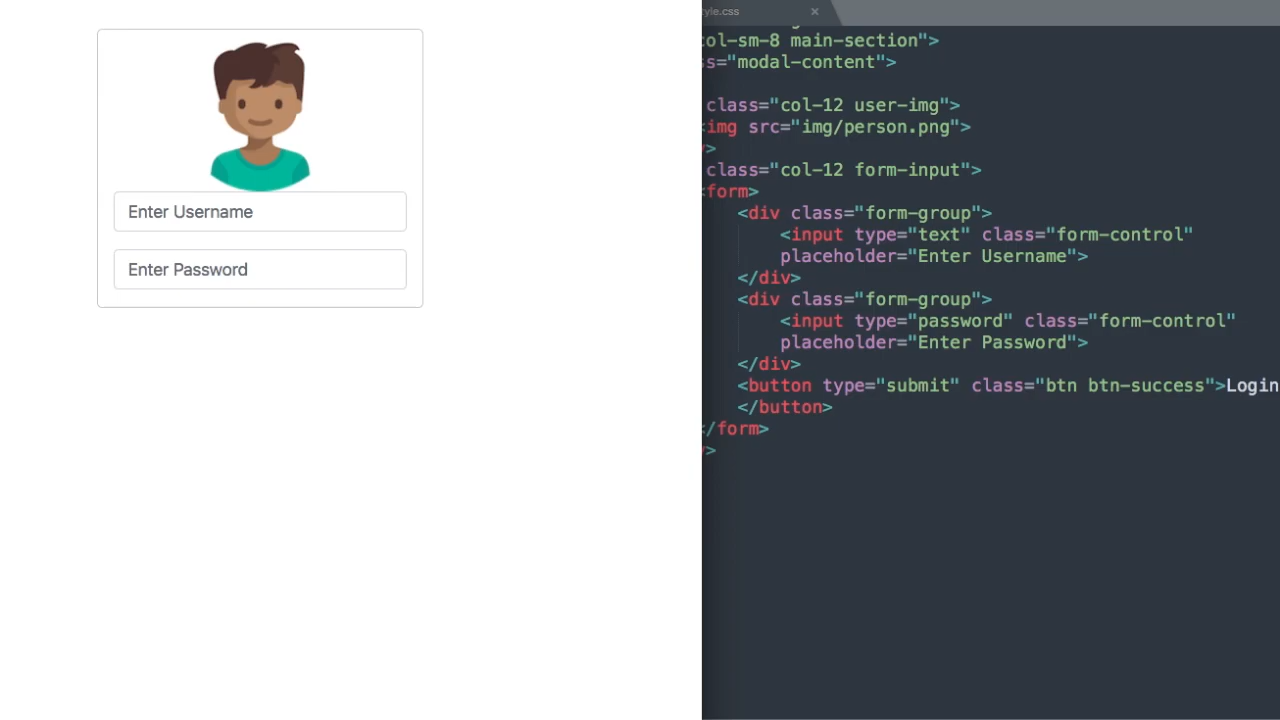 Enter Username
Enter Password
tyle.css ×
col-sm-8 main-section">
ss="modal-content">
class="col-12 user-img">
<img src="img/person.png">
>
class="col-12 form-input">
<form>
<div class="form-group">
<input type="text" class="form-control"
placeholder="Enter Username">
</div>
<div class="form-group">
<input type="password" class="form-control"
placeholder="Enter Password">
</div>
<button type="submit" class="btn btn-success">Login
</button>
</form>
>